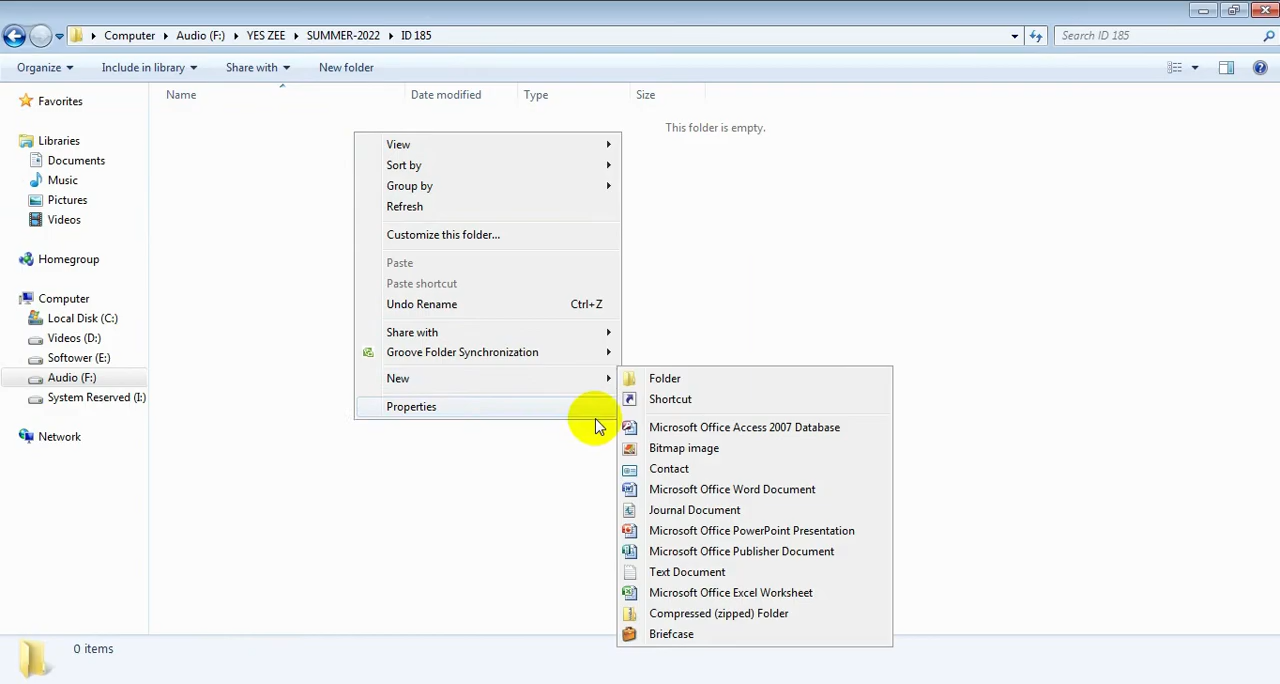 Computer Audio (F:) YES ZEE SUMMER-2022 ID 185 Search ID 185
Organize Include in library Share with New folder
Name Date modified Type Size
This folder is empty.
Favorites
Libraries
Documents
Music
Pictures
Videos
Homegroup
Computer
Local Disk (C:)
Videos (D:)
Softower (E:)
Audio (F:)
System Reserved (I:)
Network
View
Sort by
Group by
Refresh
Customize this folder...
Paste
Paste shortcut
Undo Rename Ctrl+Z
Share with
Groove Folder Synchronization
New
Properties
Folder
Shortcut
Microsoft Office Access 2007 Database
Bitmap image
Contact
Microsoft Office Word Document
Journal Document
Microsoft Office PowerPoint Presentation
Microsoft Office Publisher Document
Text Document
Microsoft Office Excel Worksheet
Compressed (zipped) Folder
Briefcase
0 items